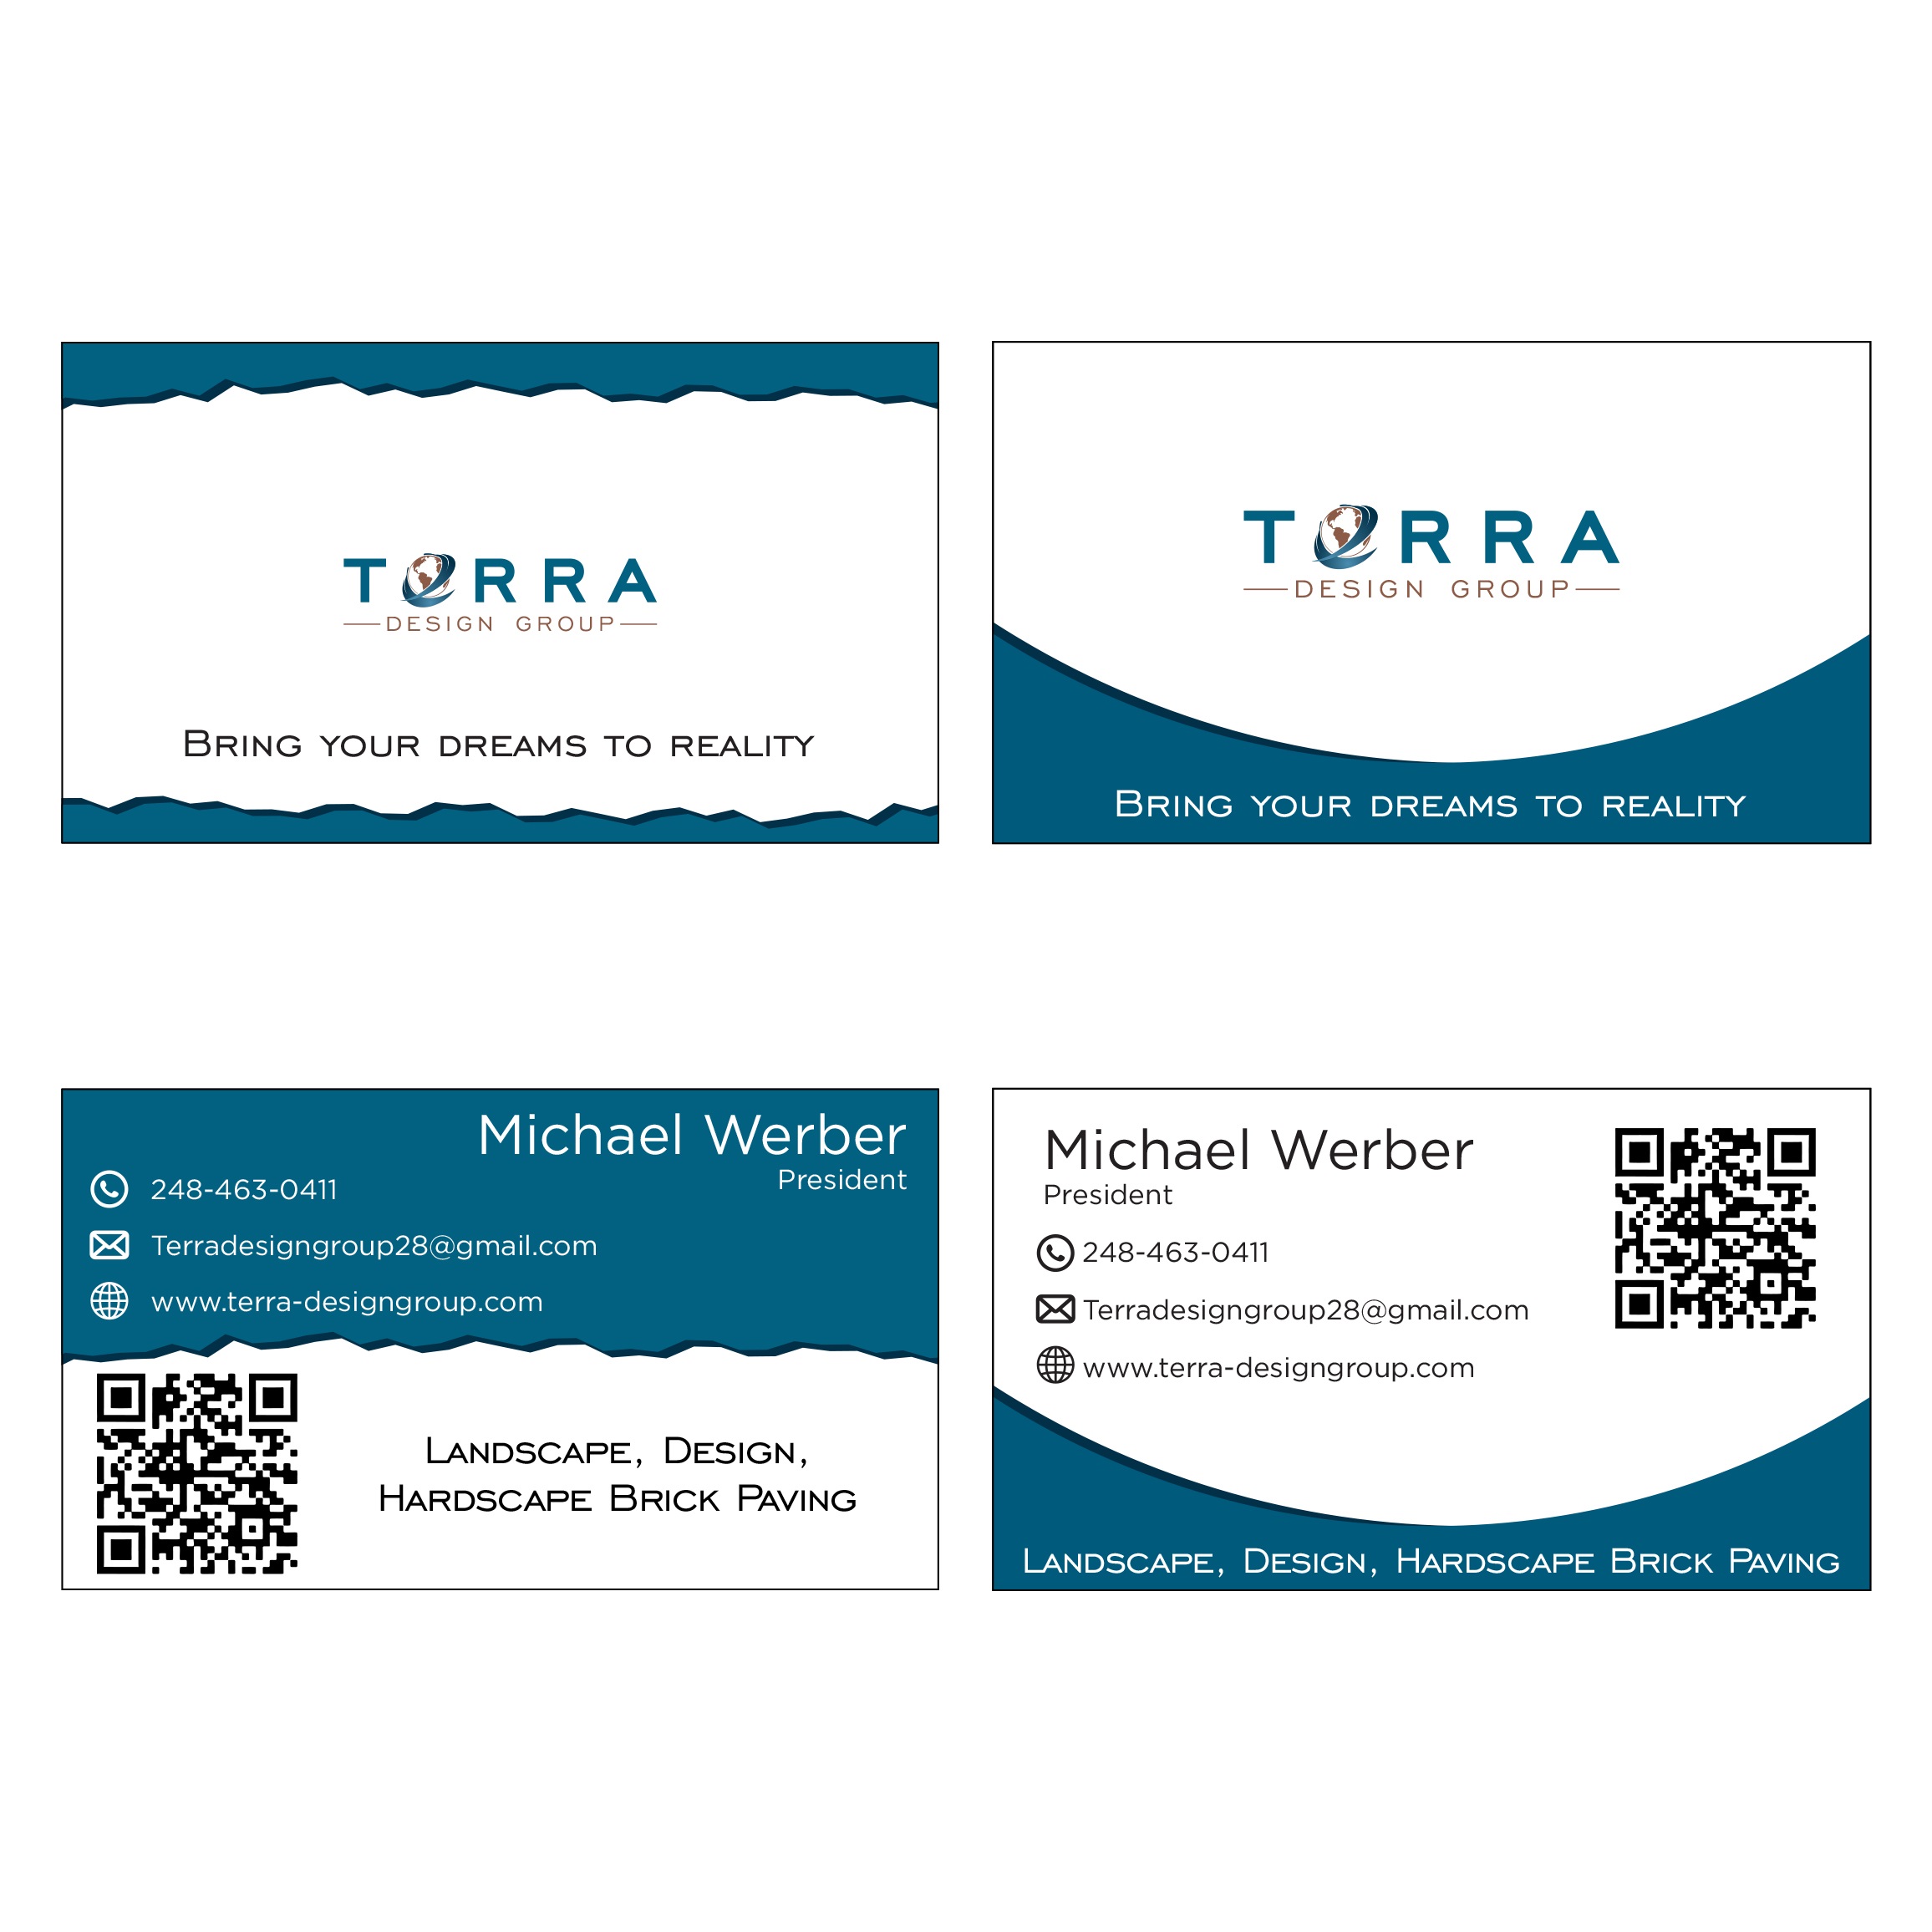 TERRA
DESIGN GROUP
Bring your dreams to reality
TERRA
DESIGN GROUP
Bring your dreams to reality
Michael Werber
President
248-463-0411
Terradesigngroup28@gmail.com
www.terra-designgroup.com
Landscape, Design,
Hardscape Brick Paving
Michael Werber
President
248-463-0411
Terradesigngroup28@gmail.com
www.terra-designgroup.com
Landscape, Design, Hardscape Brick Paving